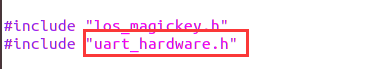 #include "los_magickey.h"
#include "uart_hardware.h"